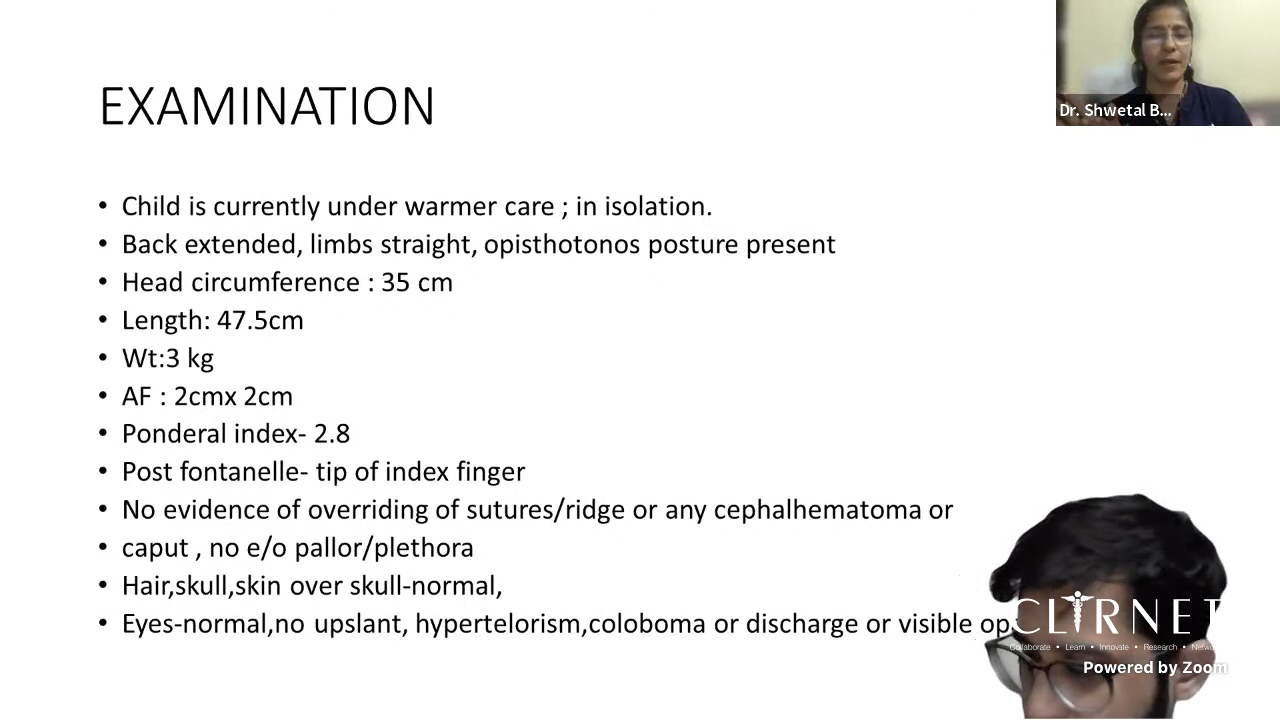 EXAMINATION
Dr. Shwetal B...
• Child is currently under warmer care ; in isolation.
• Back extended, limbs straight, opisthotonos posture present
• Head circumference : 35 cm
• Length: 47.5cm
• Wt:3 kg
• AF : 2cmx 2cm
• Ponderal index- 2.8
• Post fontanelle- tip of index finger
• No evidence of overriding of sutures/ridge or any cephalhematoma or
• caput , no e/o pallor/plethora
• Hair,skull,skin over skull-normal,
• Eyes-normal,no upslant, hypertelorism,coloboma or discharge or visible
CLIRNET
Collaborate • Learn • Innovate • Research •
Powered by Zoom